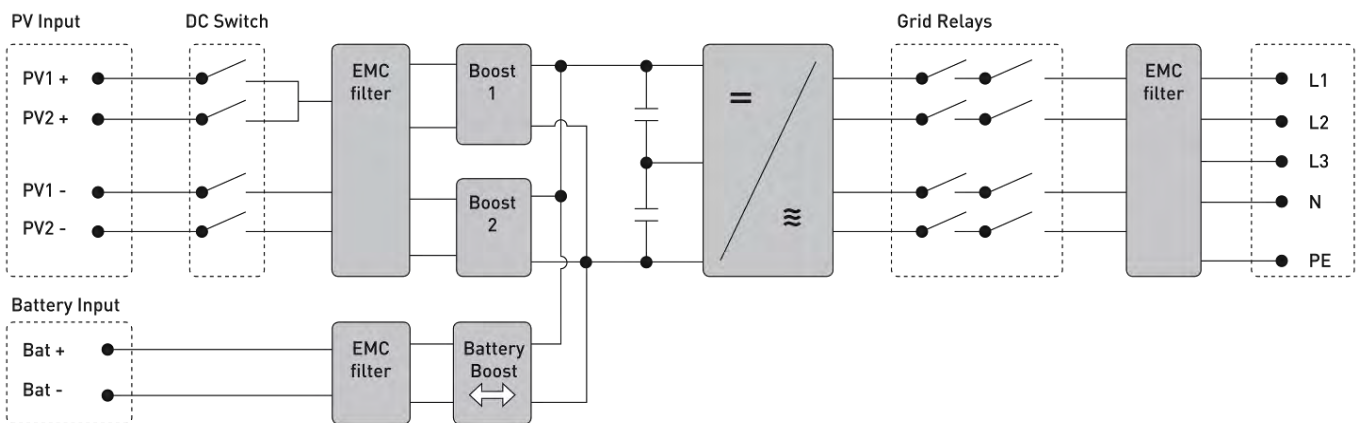 PV Input
DC Switch
Grid Relays
PV1 +
PV2 +
PV1 -
PV2 -
EMC
filter
Boost
1
Boost
2
=
≋
EMC
filter
L1
L2
L3
N
PE
Battery Input
Bat +
Bat -
EMC
filter
Battery
Boost